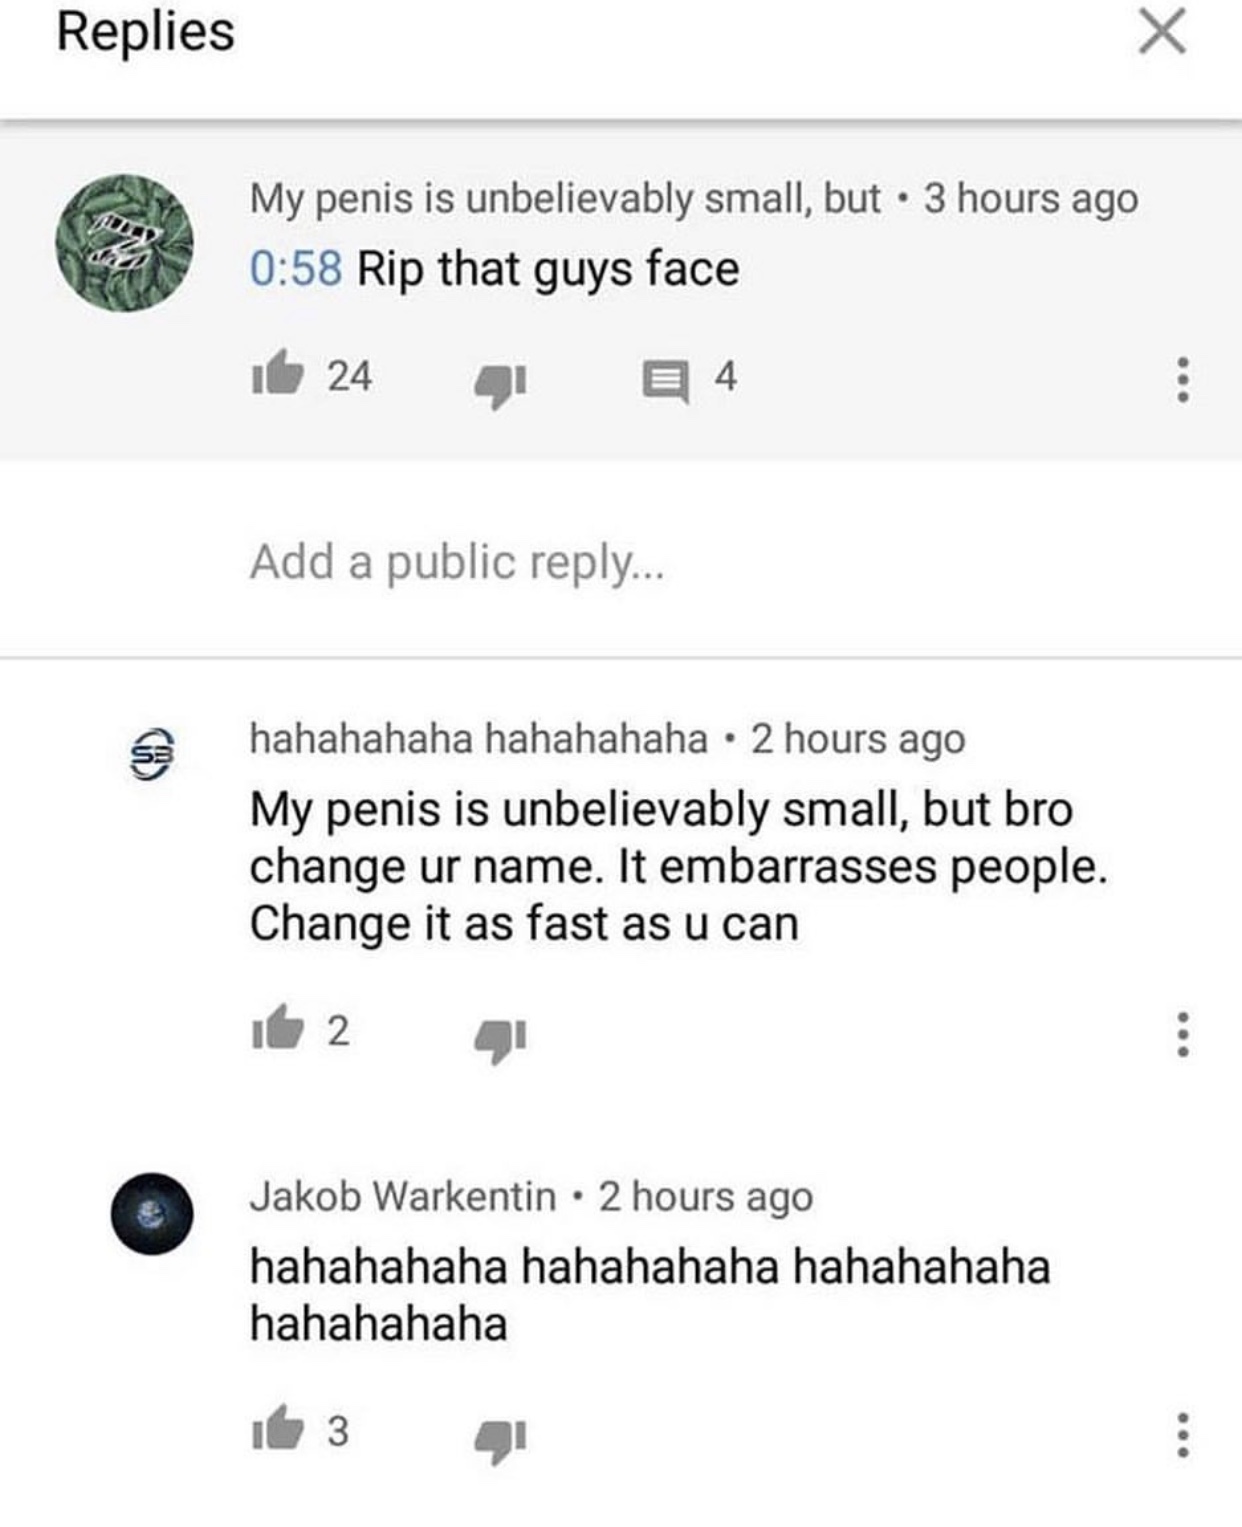 Replies
My penis is unbelievably small, but • 3 hours ago
0:58 Rip that guys face
24 4
Add a public reply...
SB
hahahahaha hahahahaha • 2 hours ago
My penis is unbelievably small, but bro
change ur name. It embarrasses people.
Change it as fast as u can
2
Jakob Warkentin • 2 hours ago
hahahahaha hahahahaha hahahahaha
hahahahaha
3